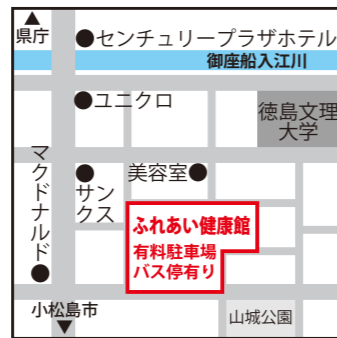 ▲
県庁
●センチュリープラザホテル
御座船入江川
●ユニクロ
徳島文理
大学
マクドナルド●
●
サン
クス
美容室●
ふれあい健康館
有料駐車場
バス停有り
小松島市
▼
山城公園